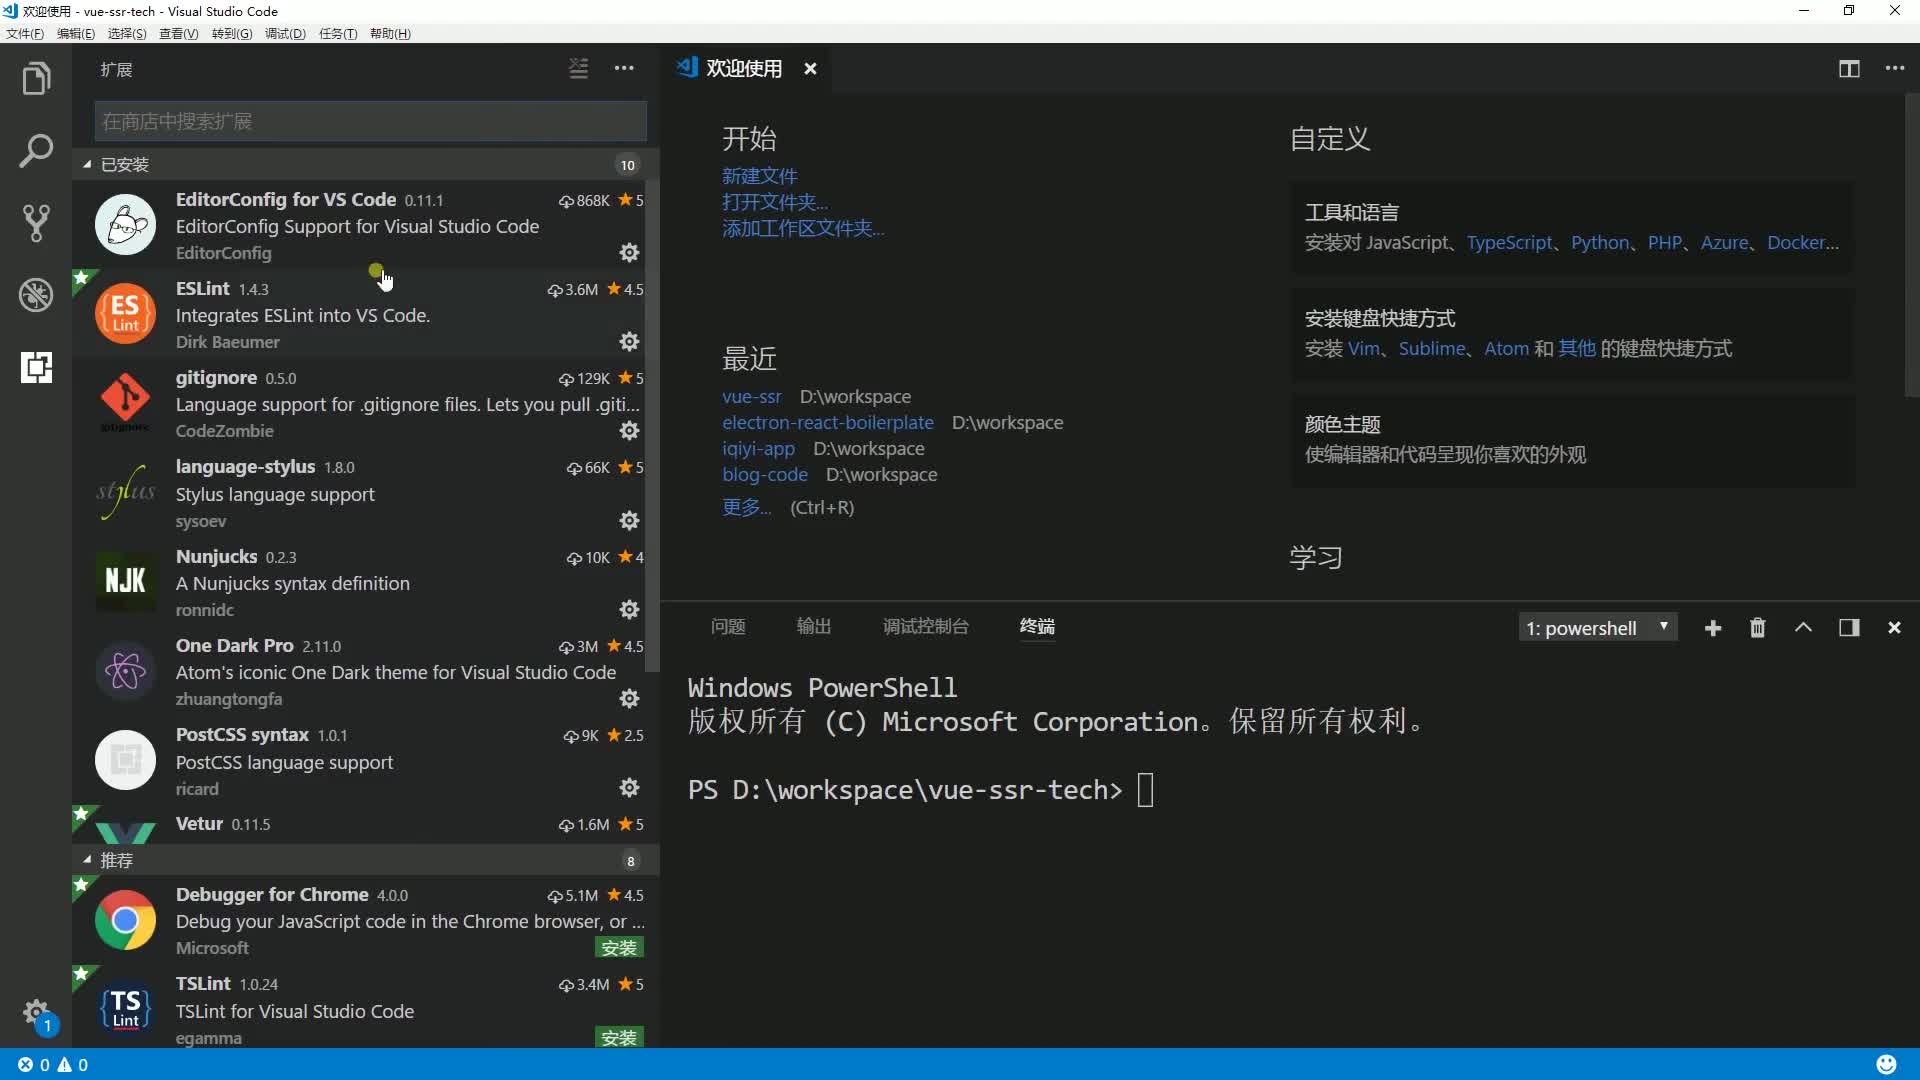 欢迎使用 - vue-ssr-tech - Visual Studio Code
文件(F) 编辑(E) 选择(S) 查看(V) 转到(G) 调试(D) 任务(T) 帮助(H)
扩展
在商店中搜索扩展
已安装 10
EditorConfig for VS Code 0.11.1 868K 5
EditorConfig Support for Visual Studio Code
EditorConfig
ES Lint
ESLint 1.4.3 3.6M 4.5
Integrates ESLint into VS Code.
Dirk Baeumer
gitignore 0.5.0 129K 5
Language support for .gitignore files. Lets you pull .giti...
CodeZombie
gitignore
language-stylus 1.8.0 66K 5
Stylus language support
sysoev
stylus
Nunjucks 0.2.3 10K 4
A Nunjucks syntax definition
ronnidc
NJK
One Dark Pro 2.11.0 3M 4.5
Atom's iconic One Dark theme for Visual Studio Code
zhuangtongfa
PostCSS syntax 1.0.1 9K 2.5
PostCSS language support
ricard
Vetur 0.11.5 1.6M 5
推荐 8
Debugger for Chrome 4.0.0 5.1M 4.5
Debug your JavaScript code in the Chrome browser, or ...
Microsoft 安装
TS Lint
TSLint 1.0.24 3.4M 5
TSLint for Visual Studio Code
egamma 安装
1
欢迎使用
开始
新建文件
打开文件夹...
添加工作区文件夹...
最近
vue-ssr D:\workspace
electron-react-boilerplate D:\workspace
iqiyi-app D:\workspace
blog-code D:\workspace
更多... (Ctrl+R)
自定义
工具和语言
安装对 JavaScript、TypeScript、Python、PHP、Azure、Docker...
安装键盘快捷方式
安装 Vim、Sublime、Atom 和 其他 的键盘快捷方式
颜色主题
使编辑器和代码呈现你喜欢的外观
学习
问题 输出 调试控制台 终端 1: powershell
Windows PowerShell
版权所有 (C) Microsoft Corporation。保留所有权利。
PS D:\workspace\vue-ssr-tech>
0 0